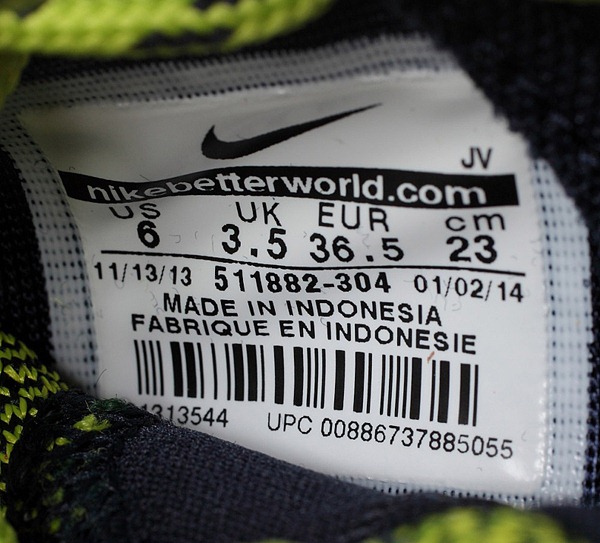 JV
nikebetterworld.com
US UK EUR cm
6 3.5 36.5 23
11/13/13 511882-304 01/02/14
MADE IN INDONESIA
FABRIQUE EN INDONESIE
1313544 UPC 00886737885055